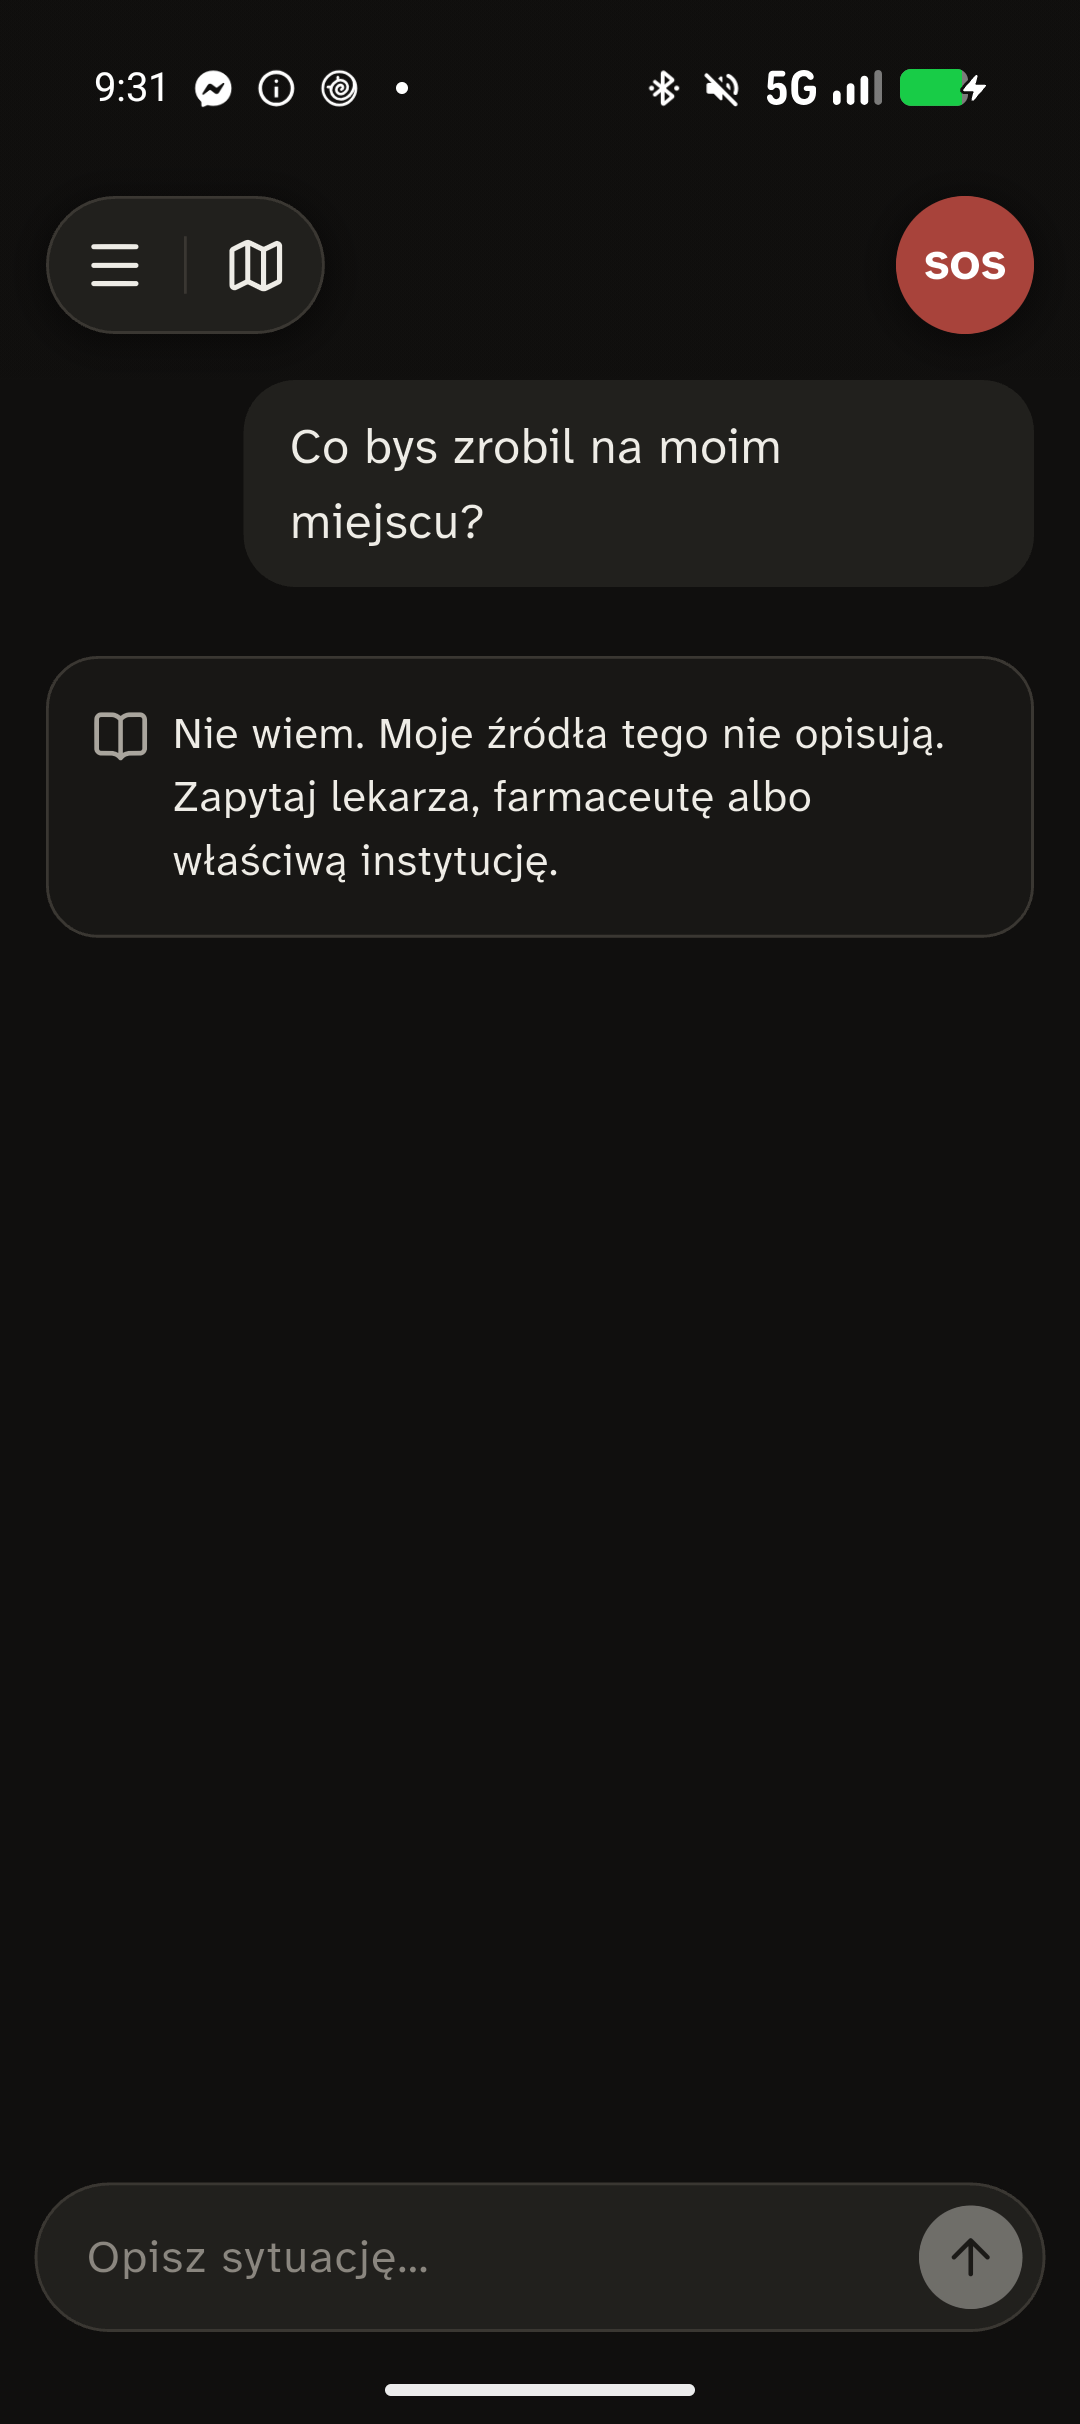 9:31
5G
SOS
Co bys zrobil na moim
miejscu?
Nie wiem. Moje źródła tego nie opisują.
Zapytaj lekarza, farmaceutę albo
właściwą instytucję.
Opisz sytuację...